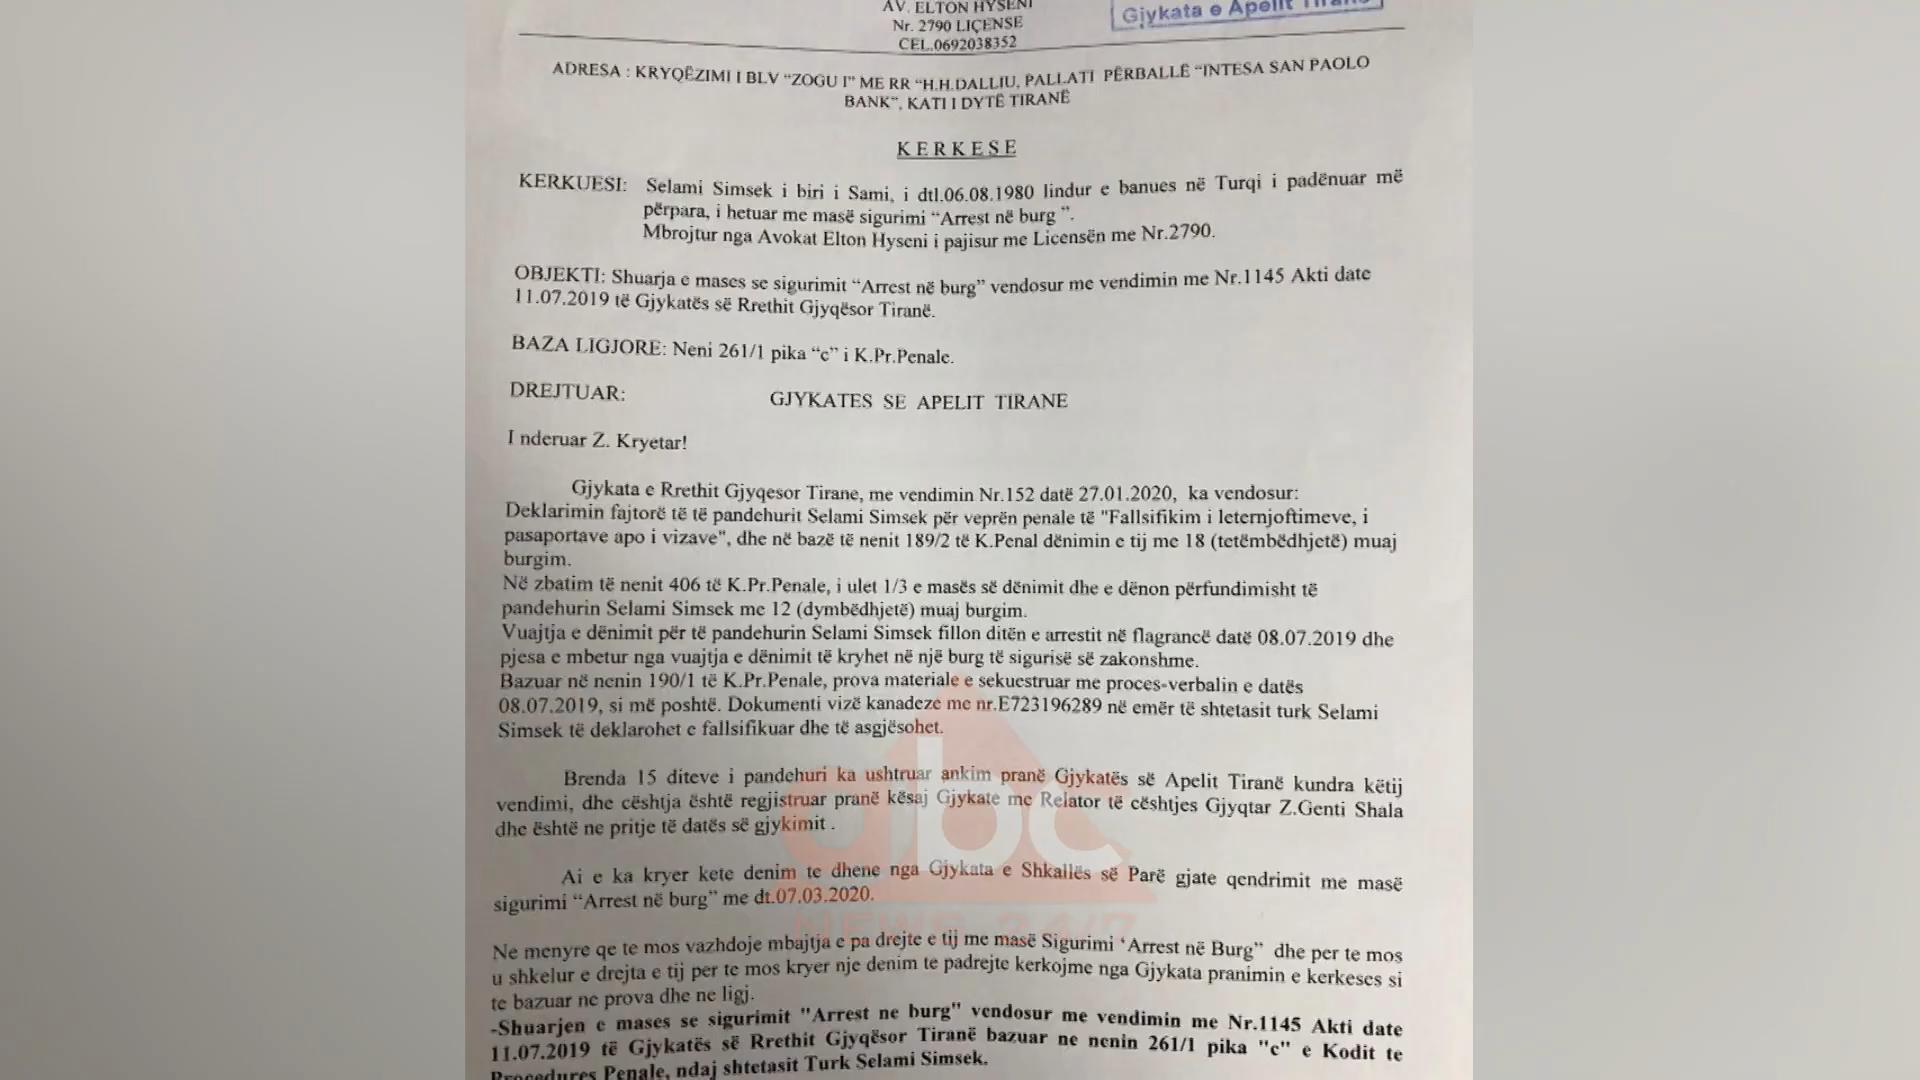 AV. ELTON HYSENI
Gjykata e Apelit Tiranë
Nr. 2790 LIÇENSE
CEL.0692038352
ADRESA : KRYQËZIMI I BLV “ZOGU I” ME RR “H.H.DALLIU, PALLATI PËRBALLË “INTESA SAN PAOLO
BANK”, KATI I DYTË TIRANË
KERKESE
KERKUESI: Selami Simsek i biri i Sami, i dtl.06.08.1980 lindur e banues në Turqi i padënuar më
përpara, i hetuar me masë sigurimi “Arrest në burg ”.
Mbrojtur nga Avokat Elton Hyseni i pajisur me Licensën me Nr.2790.
OBJEKTI: Shuarja e mases se sigurimit “Arrest në burg” vendosur me vendimin me Nr.1145 Akti date
11.07.2019 të Gjykatës së Rrethit Gjyqësor Tiranë.
BAZA LIGJORE: Neni 261/1 pika “c” i K.Pr.Penale.
DREJTUAR: GJYKATES SE APELIT TIRANE
I nderuar Z. Kryetar!
Gjykata e Rrethit Gjyqesor Tirane, me vendimin Nr.152 datë 27.01.2020, ka vendosur:
Deklarimin fajtorë të të pandehurit Selami Simsek për veprën penale të "Fallsifikim i leternjoftimeve, i
pasaportave apo i vizave", dhe në bazë të nenit 189/2 të K.Penal dënimin e tij me 18 (tetëmbëdhjetë) muaj
burgim.
Në zbatim të nenit 406 të K.Pr.Penale, i ulet 1/3 e masës së dënimit dhe e dënon përfundimisht të
pandehurin Selami Simsek me 12 (dymbëdhjetë) muaj burgim.
Vuajtja e dënimit për të pandehurin Selami Simsek fillon ditën e arrestit në flagrancë datë 08.07.2019 dhe
pjesa e mbetur nga vuajtja e dënimit të kryhet në një burg të sigurisë së zakonshme.
Bazuar në nenin 190/1 të K.Pr.Penale, prova materiale e sekuestruar me proces-verbalin e datës
08.07.2019, si më poshtë. Dokumenti vizë kanadeze me nr.E723196289 në emër të shtetasit turk Selami
Simsek të deklarohet e fallsifikuar dhe të asgjësohet.
Brenda 15 diteve i pandehuri ka ushtruar ankim pranë Gjykatës së Apelit Tiranë kundra këtij
vendimi, dhe cështja është regjistruar pranë kësaj Gjykate me Relator të cështjes Gjyqtar Z.Genti Shala
dhe është ne pritje të datës së gjykimit .
Ai e ka kryer kete denim te dhene nga Gjykata e Shkallës së Parë gjate qendrimit me masë
sigurimi “Arrest në burg” me dt.07.03.2020.
abc
NEWS 24/7
Ne menyre qe te mos vazhdoje mbajtja e pa drejte e tij me masë Sigurimi ‘Arrest në Burg” dhe per te mos
u shkelur e drejta e tij per te mos kryer nje denim te padrejte kerkojme nga Gjykata pranimin e kerkeses si
te bazuar ne prova dhe ne ligj.
-Shuarjen e mases se sigurimit "Arrest ne burg" vendosur me vendimin me Nr.1145 Akti date
11.07.2019 të Gjykatës së Rrethit Gjyqësor Tiranë bazuar ne nenin 261/1 pika "c" e Kodit te
Procedures Penale, ndaj shtetasit Turk Selami Simsek.